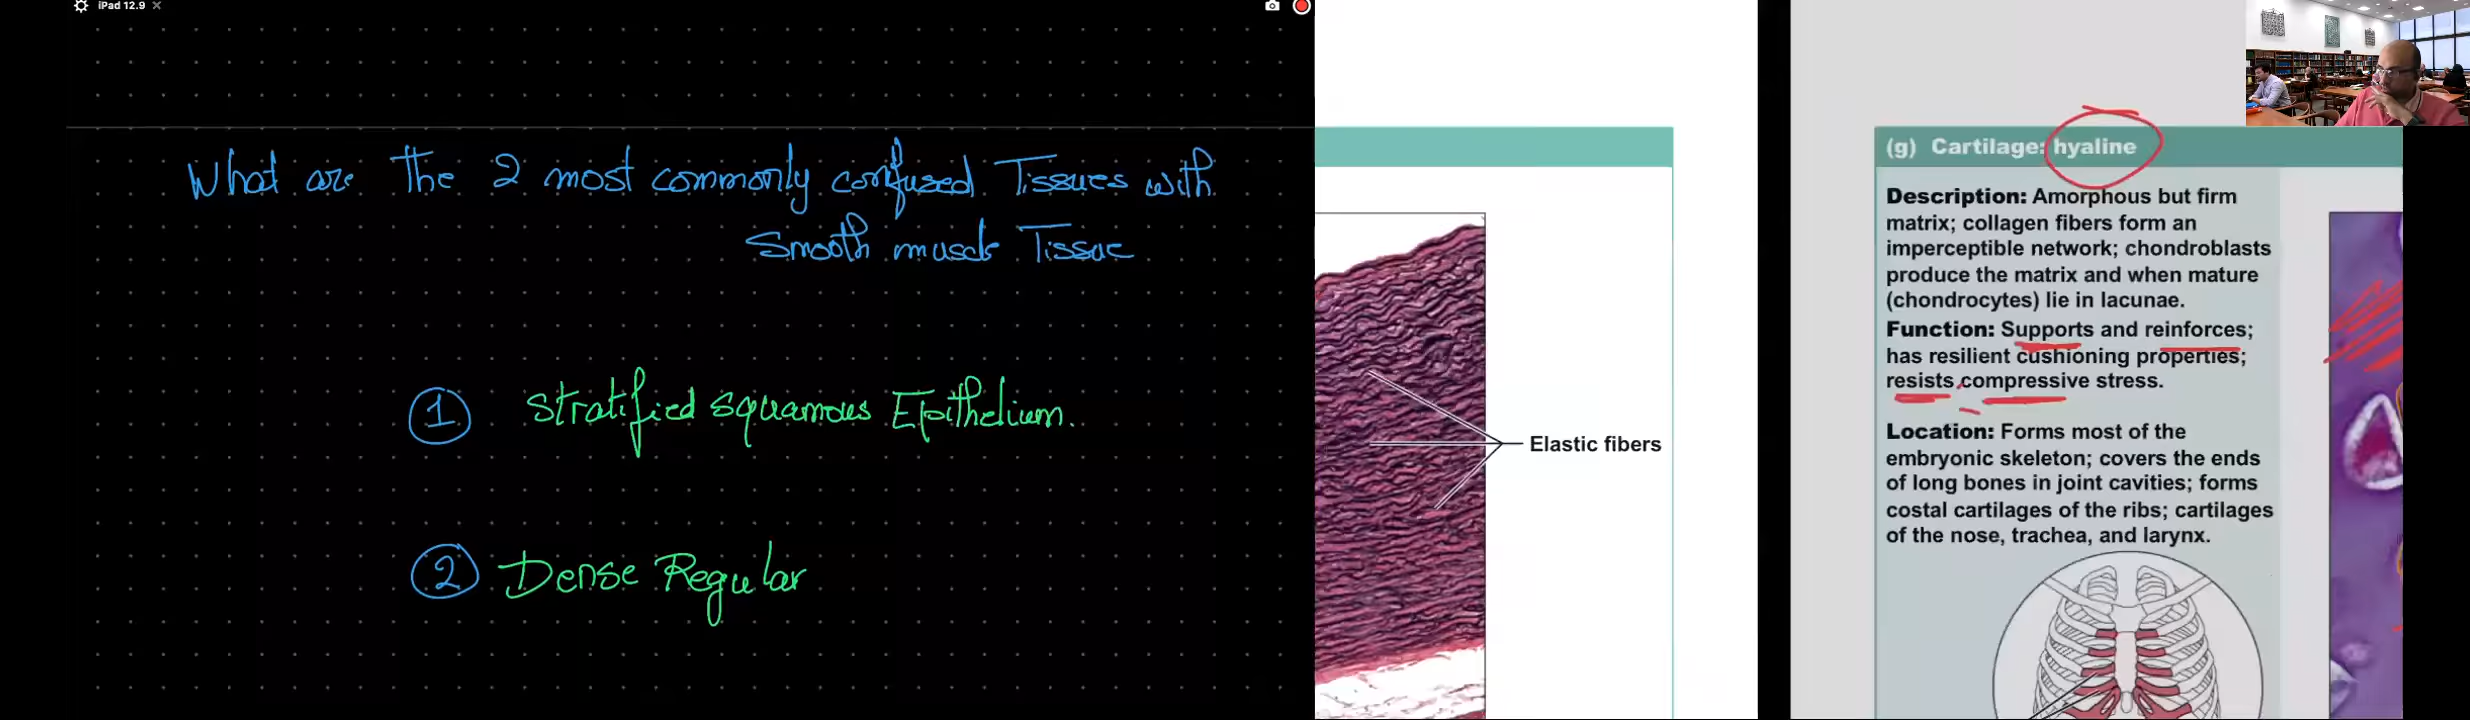 iPad 12.9
What are the 2 most commonly confused Tissues with
Smooth muscle Tissue
1 Stratified squamous Epithelium.
2 Dense Regular
Elastic fibers
(g) Cartilage: hyaline
Description: Amorphous but firm
matrix; collagen fibers form an
imperceptible network; chondroblasts
produce the matrix and when mature
(chondrocytes) lie in lacunae.
Function: Supports and reinforces;
has resilient cushioning properties;
resists compressive stress.
Location: Forms most of the
embryonic skeleton; covers the ends
of long bones in joint cavities; forms
costal cartilages of the ribs; cartilages
of the nose, trachea, and larynx.